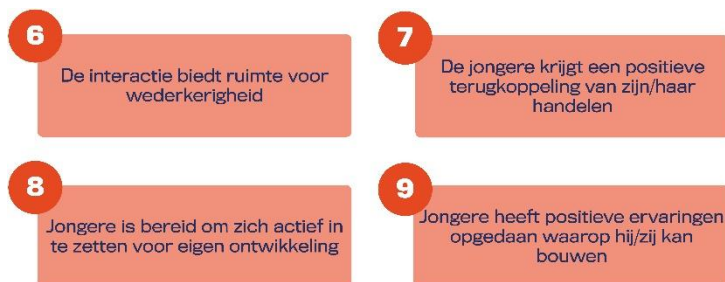 6
De interactie biedt ruimte voor
wederkerigheid
7
De jongere krijgt een positieve
terugkoppeling van zijn/haar
handelen
8
Jongere is bereid om zich actief in
te zetten voor eigen ontwikkeling
9
Jongere heeft positieve ervaringen
opgedaan waarop hij/zij kan
bouwen